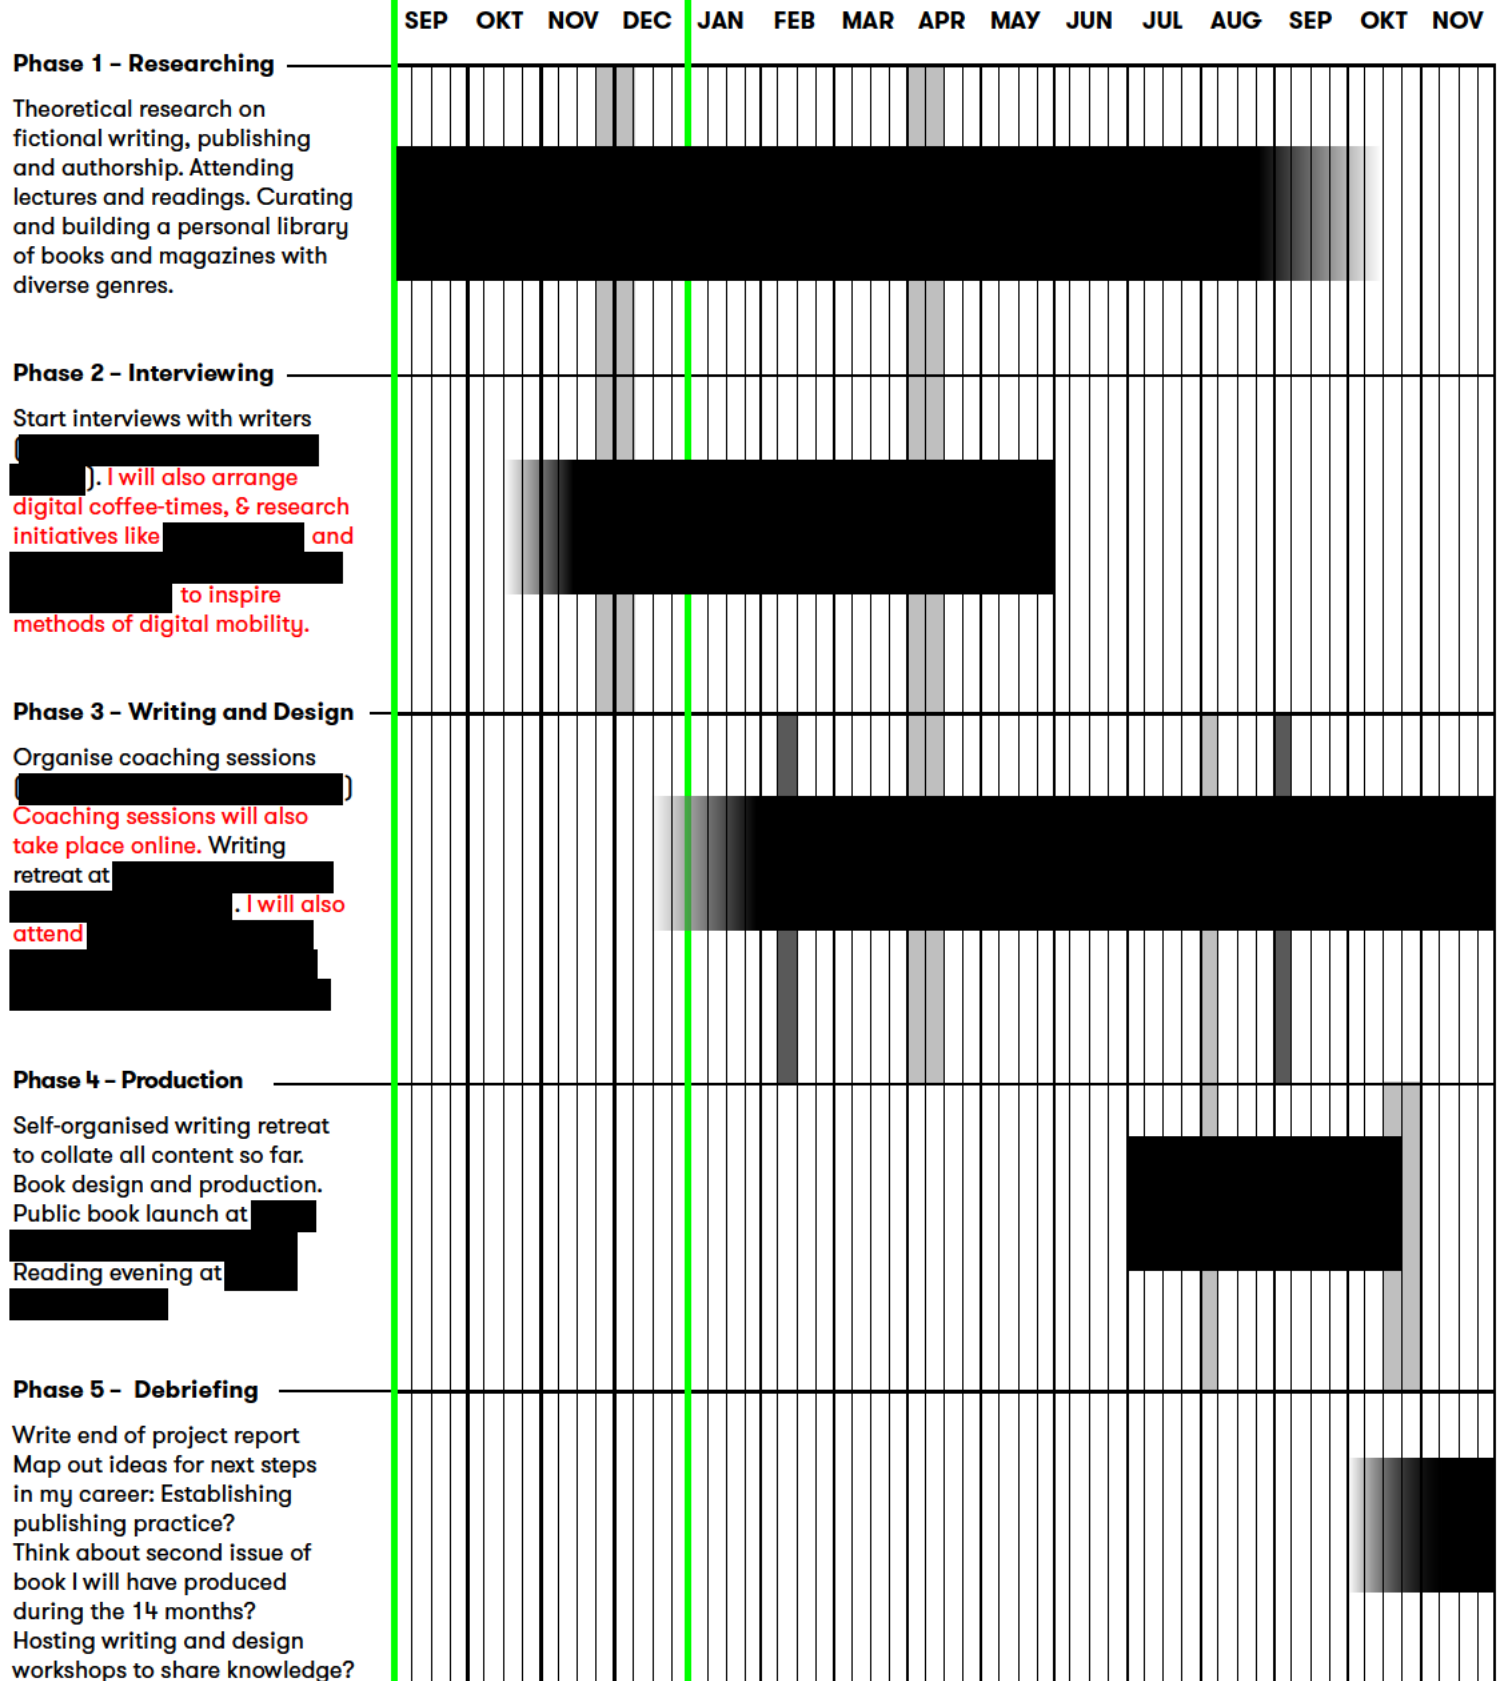 SEP OKT NOV DEC JAN FEB MAR APR MAY JUN JUL AUG SEP OKT NOV
Phase 1 – Researching
Theoretical research on
fictional writing, publishing
and authorship. Attending
lectures and readings. Curating
and building a personal library
of books and magazines with
diverse genres.
Phase 2 – Interviewing
Start interviews with writers
(
). I will also arrange
digital coffee-times, & research
initiatives like and
to inspire
methods of digital mobility.
Phase 3 – Writing and Design
Organise coaching sessions
( )
Coaching sessions will also
take place online. Writing
retreat at
. I will also
attend
Phase 4 – Production
Self-organised writing retreat
to collate all content so far.
Book design and production.
Public book launch at
Reading evening at
Phase 5 – Debriefing
Write end of project report
Map out ideas for next steps
in my career: Establishing
publishing practice?
Think about second issue of
book I will have produced
during the 14 months?
Hosting writing and design
workshops to share knowledge?